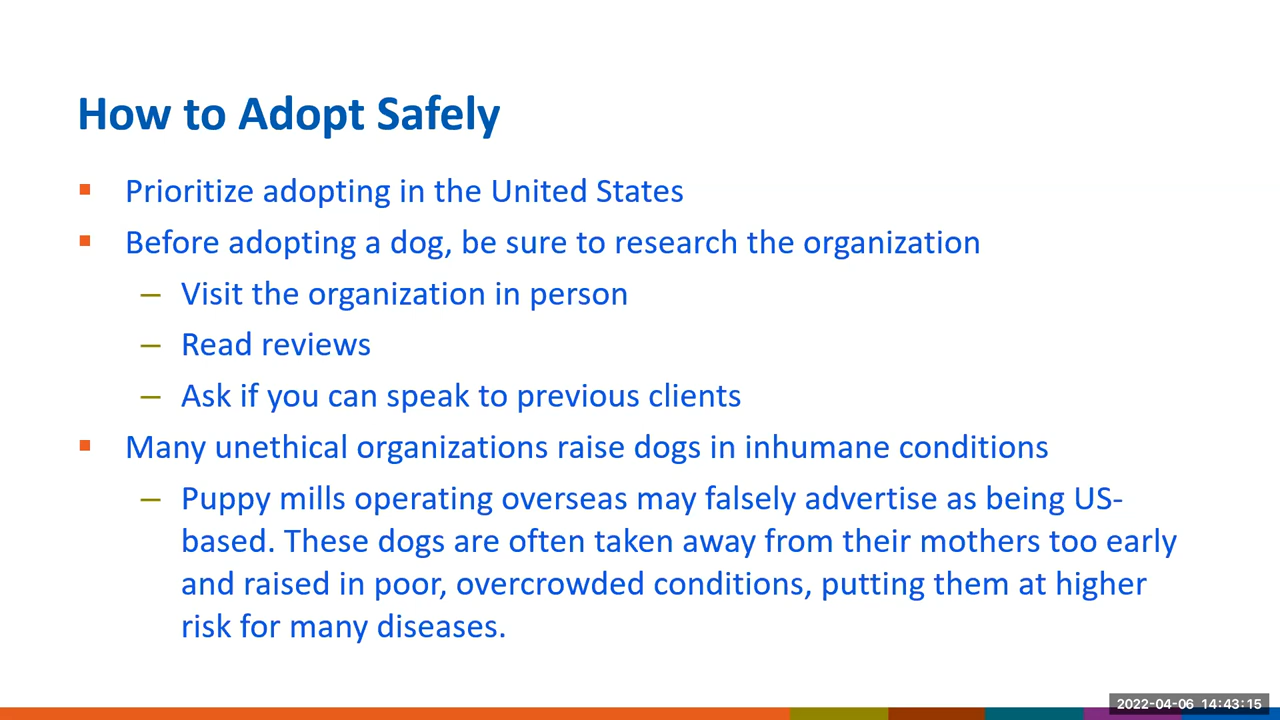 How to Adopt Safely
▪ Prioritize adopting in the United States
▪ Before adopting a dog, be sure to research the organization
– Visit the organization in person
– Read reviews
– Ask if you can speak to previous clients
▪ Many unethical organizations raise dogs in inhumane conditions
– Puppy mills operating overseas may falsely advertise as being US-
based. These dogs are often taken away from their mothers too early
and raised in poor, overcrowded conditions, putting them at higher
risk for many diseases.
2022-04-06 14:43:15